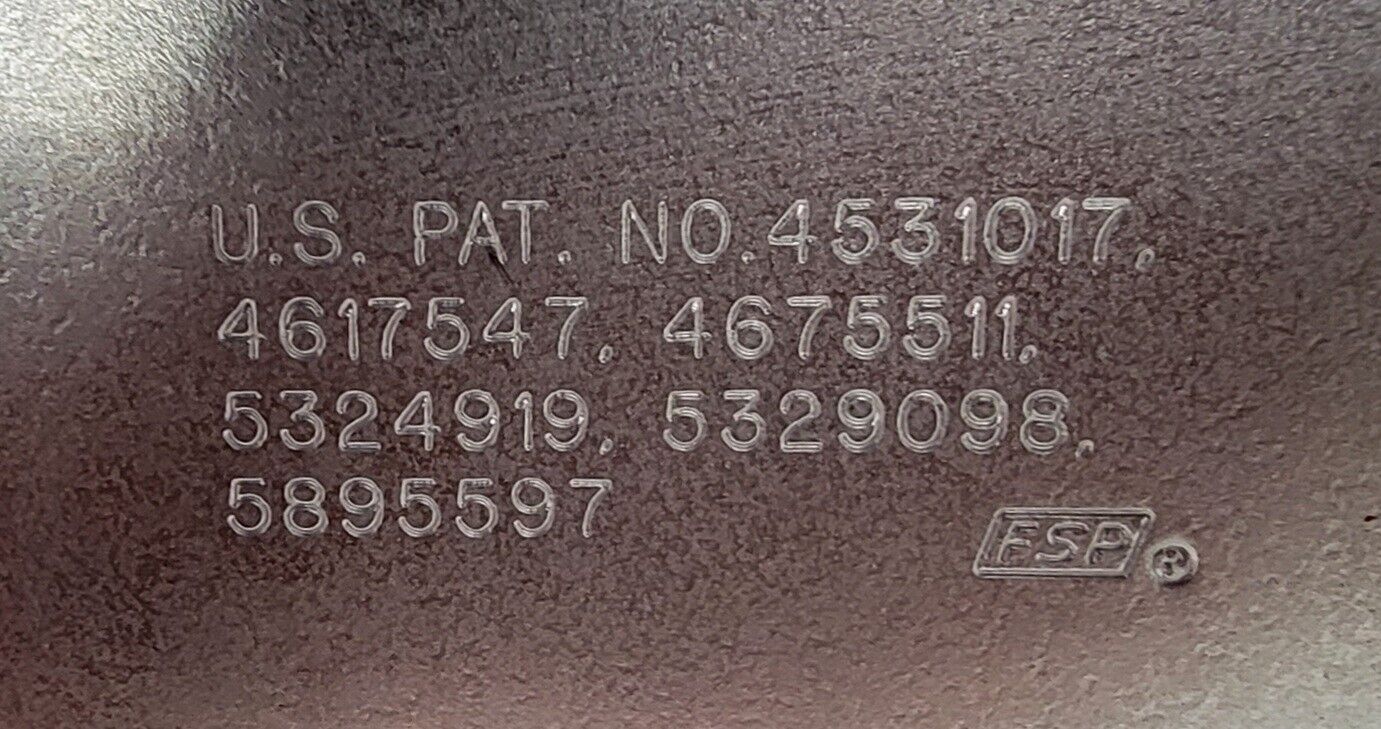 U.S. PAT. NO. 4531017,
4617547, 4675511,
5324919, 5329098,
5895597
FSP®